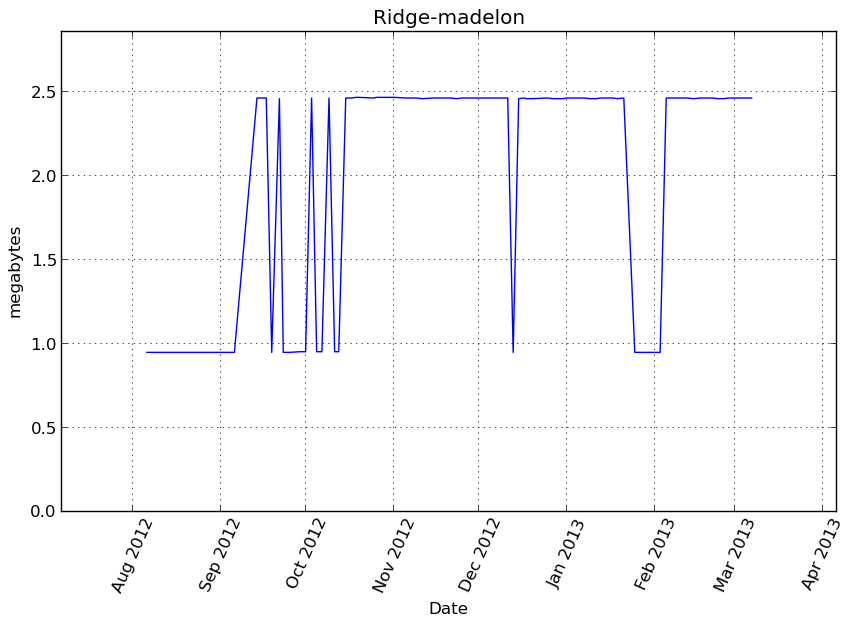 Ridge-madelon
megabytes
2.5
2.0
1.5
1.0
0.5
0.0
Aug 2012
Sep 2012
Oct 2012
Nov 2012
Dec 2012
Jan 2013
Feb 2013
Mar 2013
Apr 2013
Date